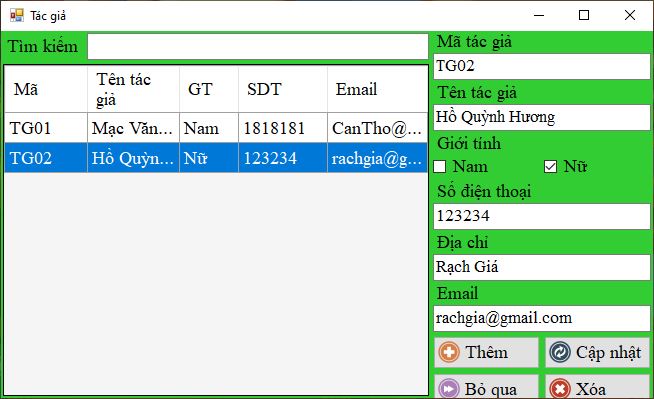 Tác giả
Tìm kiếm
Mã Tên tác giả GT SDT Email
TG01 Mạc Văn... Nam 1818181 CanTho@...
TG02 Hồ Quỳn... Nữ 123234 rachgia@g...
Mã tác giả
TG02
Tên tác giả
Hồ Quỳnh Hương
Giới tính
Nam Nữ
Số điện thoại
123234
Địa chỉ
Rạch Giá
Email
rachgia@gmail.com
Thêm Cập nhật
Bỏ qua Xóa